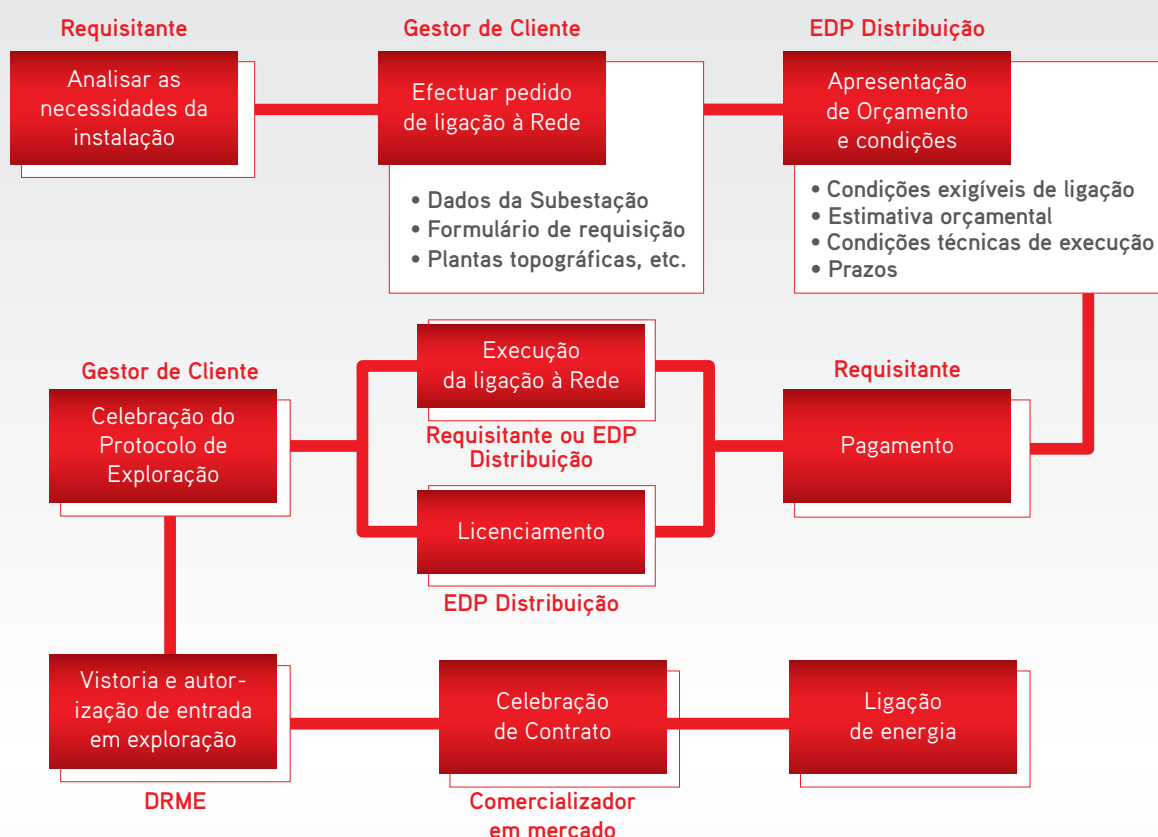 Requisitante
Analisar as
necessidades da
instalação
Gestor de Cliente
Efectuar pedido
de ligação à Rede
• Dados da Subestação
• Formulário de requisição
• Plantas topográficas, etc.
EDP Distribuição
Apresentação
de Orçamento
e condições
• Condições exigíveis de ligação
• Estimativa orçamental
• Condições técnicas de execução
• Prazos
Requisitante
Pagamento
Execução
da ligação à Rede
Requisitante ou EDP
Distribuição
Licenciamento
EDP Distribuição
Gestor de Cliente
Celebração do
Protocolo de
Exploração
Vistoria e autor-
ização de entrada
em exploração
DRME
Celebração
de Contrato
Comercializador
em mercado
Ligação
de energia